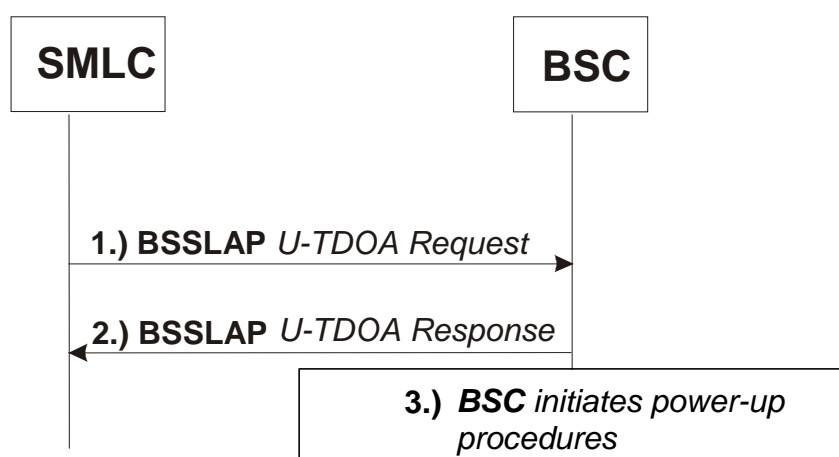 SMLC
BSC
1.) BSSLAP U-TDOA Request
2.) BSSLAP U-TDOA Response
3.) BSC initiates power-up
procedures